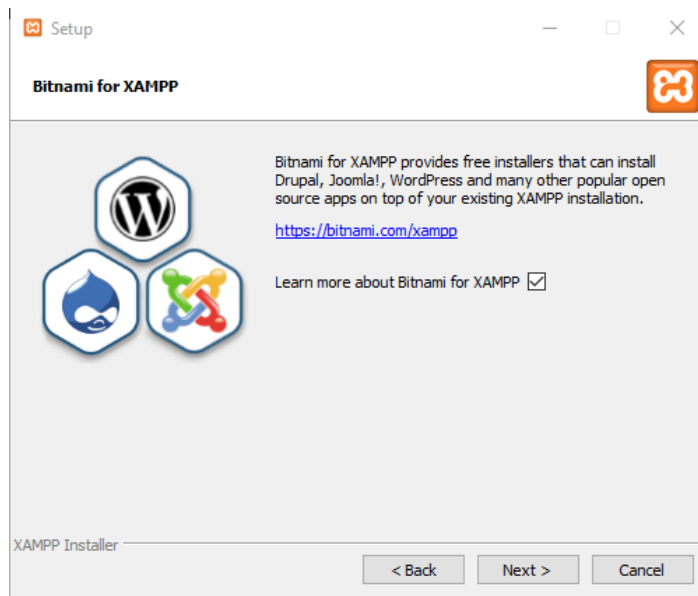 Setup
Bitnami for XAMPP
Bitnami for XAMPP provides free installers that can install
Drupal, Joomla!, WordPress and many other popular open
source apps on top of your existing XAMPP installation.
https://bitnami.com/xampp
Learn more about Bitnami for XAMPP
XAMPP Installer
< Back
Next >
Cancel